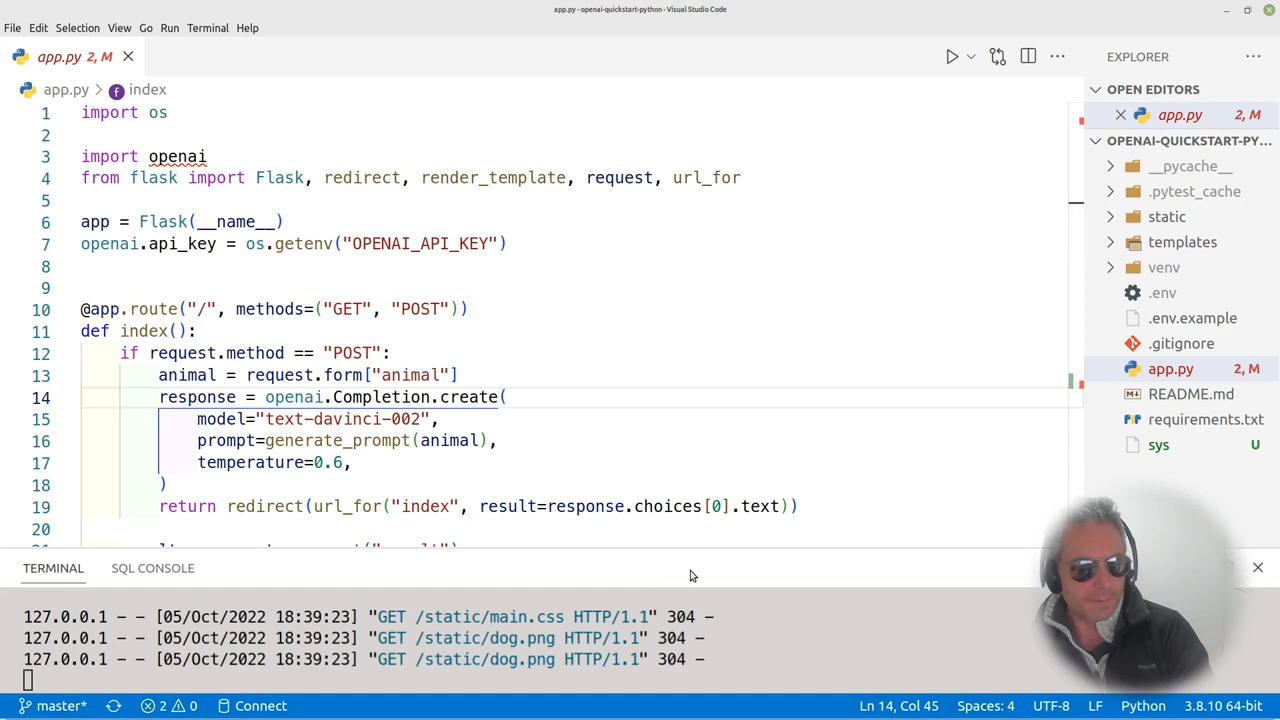 app.py - openai-quickstart-python - Visual Studio Code
File Edit Selection View Go Run Terminal Help
app.py 2, M
app.py > index
1 import os
2
3 import openai
4 from flask import Flask, redirect, render_template, request, url_for
5
6 app = Flask(__name__)
7 openai.api_key = os.getenv("OPENAI_API_KEY")
8
9
10 @app.route("/", methods=("GET", "POST"))
11 def index():
12 if request.method == "POST":
13 animal = request.form["animal"]
14 response = openai.Completion.create(
15 model="text-davinci-002",
16 prompt=generate_prompt(animal),
17 temperature=0.6,
18 )
19 return redirect(url_for("index", result=response.choices[0].text))
20
EXPLORER
OPEN EDITORS
app.py 2, M
OPENAI-QUICKSTART-PY...
__pycache__
.pytest_cache
static
templates
venv
.env
.env.example
.gitignore
app.py 2, M
README.md
requirements.txt
sys U
TERMINAL SQL CONSOLE
127.0.0.1 - - [05/Oct/2022 18:39:23] "GET /static/main.css HTTP/1.1" 304 -
127.0.0.1 - - [05/Oct/2022 18:39:23] "GET /static/dog.png HTTP/1.1" 304 -
127.0.0.1 - - [05/Oct/2022 18:39:23] "GET /static/dog.png HTTP/1.1" 304 -
master* 2 0 Connect Ln 14, Col 45 Spaces: 4 UTF-8 LF Python 3.8.10 64-bit